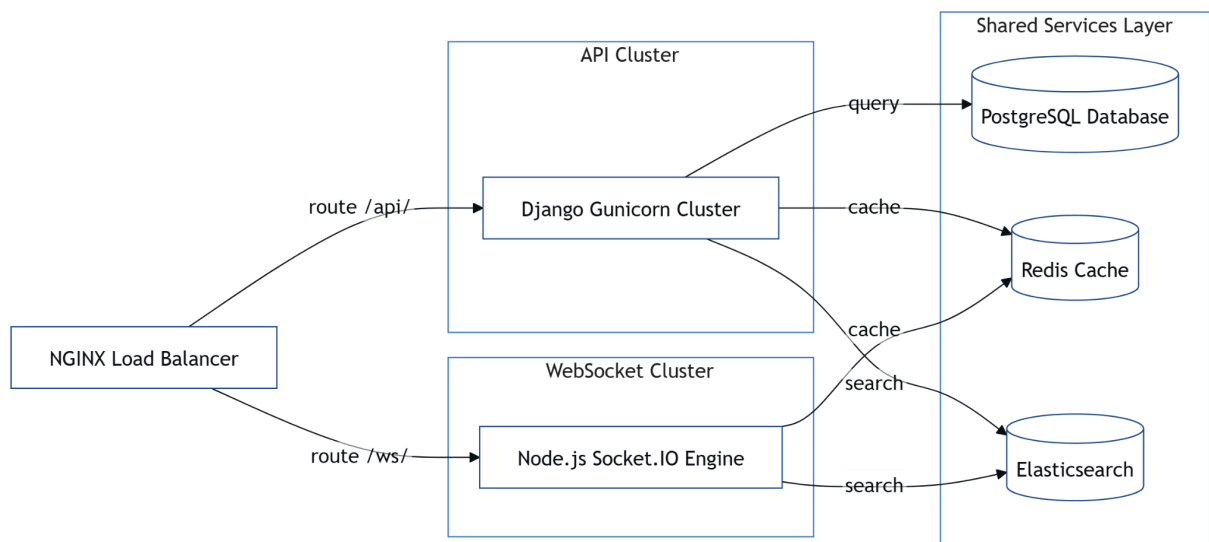 Shared Services Layer
API Cluster
query
PostgreSQL Database
route /api/
Django Gunicorn Cluster
cache
Redis Cache
cache
NGINX Load Balancer
WebSocket Cluster
search
route /ws/
Node.js Socket.IO Engine
search
Elasticsearch